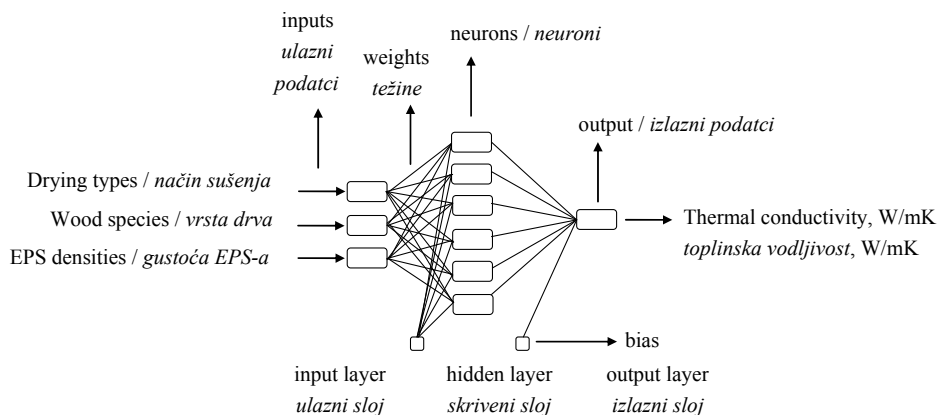 inputs
ulazni
podatci
weights
težine
neurons / neuroni
output / izlazni podatci
Drying types / način sušenja
Wood species / vrsta drva
EPS densities / gustoća EPS-a
Thermal conductivity, W/mK
toplinska vodljivost, W/mK
bias
input layer
ulazni sloj
hidden layer
skriveni sloj
output layer
izlazni sloj